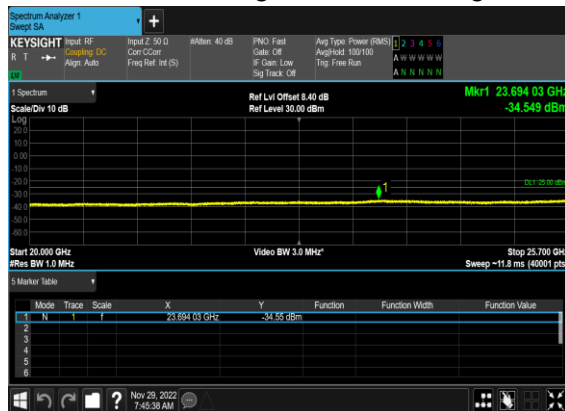 Spectrum Analyzer 1
Swept SA
+
KEYSIGHT Input: RF Input Z: 50 Ω #Atten: 40 dB PNO: Fast Avg Type: Power (RMS) 1 2 3 4 5 6
R T Coupling: DC Corr CCorr Gate: Off Avg|Hold: 100/100 A W W W W W
Align: Auto Freq Ref: Int (S) IF Gain: Low Trig: Free Run
Sig Track: Off A N N N N N
LW
1 Spectrum Ref Lvl Offset 8.40 dB Mkr1 23.694 03 GHz
Scale/Div 10 dB Ref Level 30.00 dBm -34.549 dBm
Log
20.0
10.0
0.00
-10.0
-20.0 1 DL1 -25.00 dBm
-30.0
-40.0
-50.0
-60.0
Start 20.000 GHz Video BW 3.0 MHz* Stop 25.700 GHz
#Res BW 1.0 MHz Sweep ~11.8 ms (40001 pts)
5 Marker Table
Mode Trace Scale X Y Function Function Width Function Value
1 N 1 f 23.694 03 GHz -34.55 dBm
2
3
4
5
6
? Nov 29, 2022
7:45:38 AM